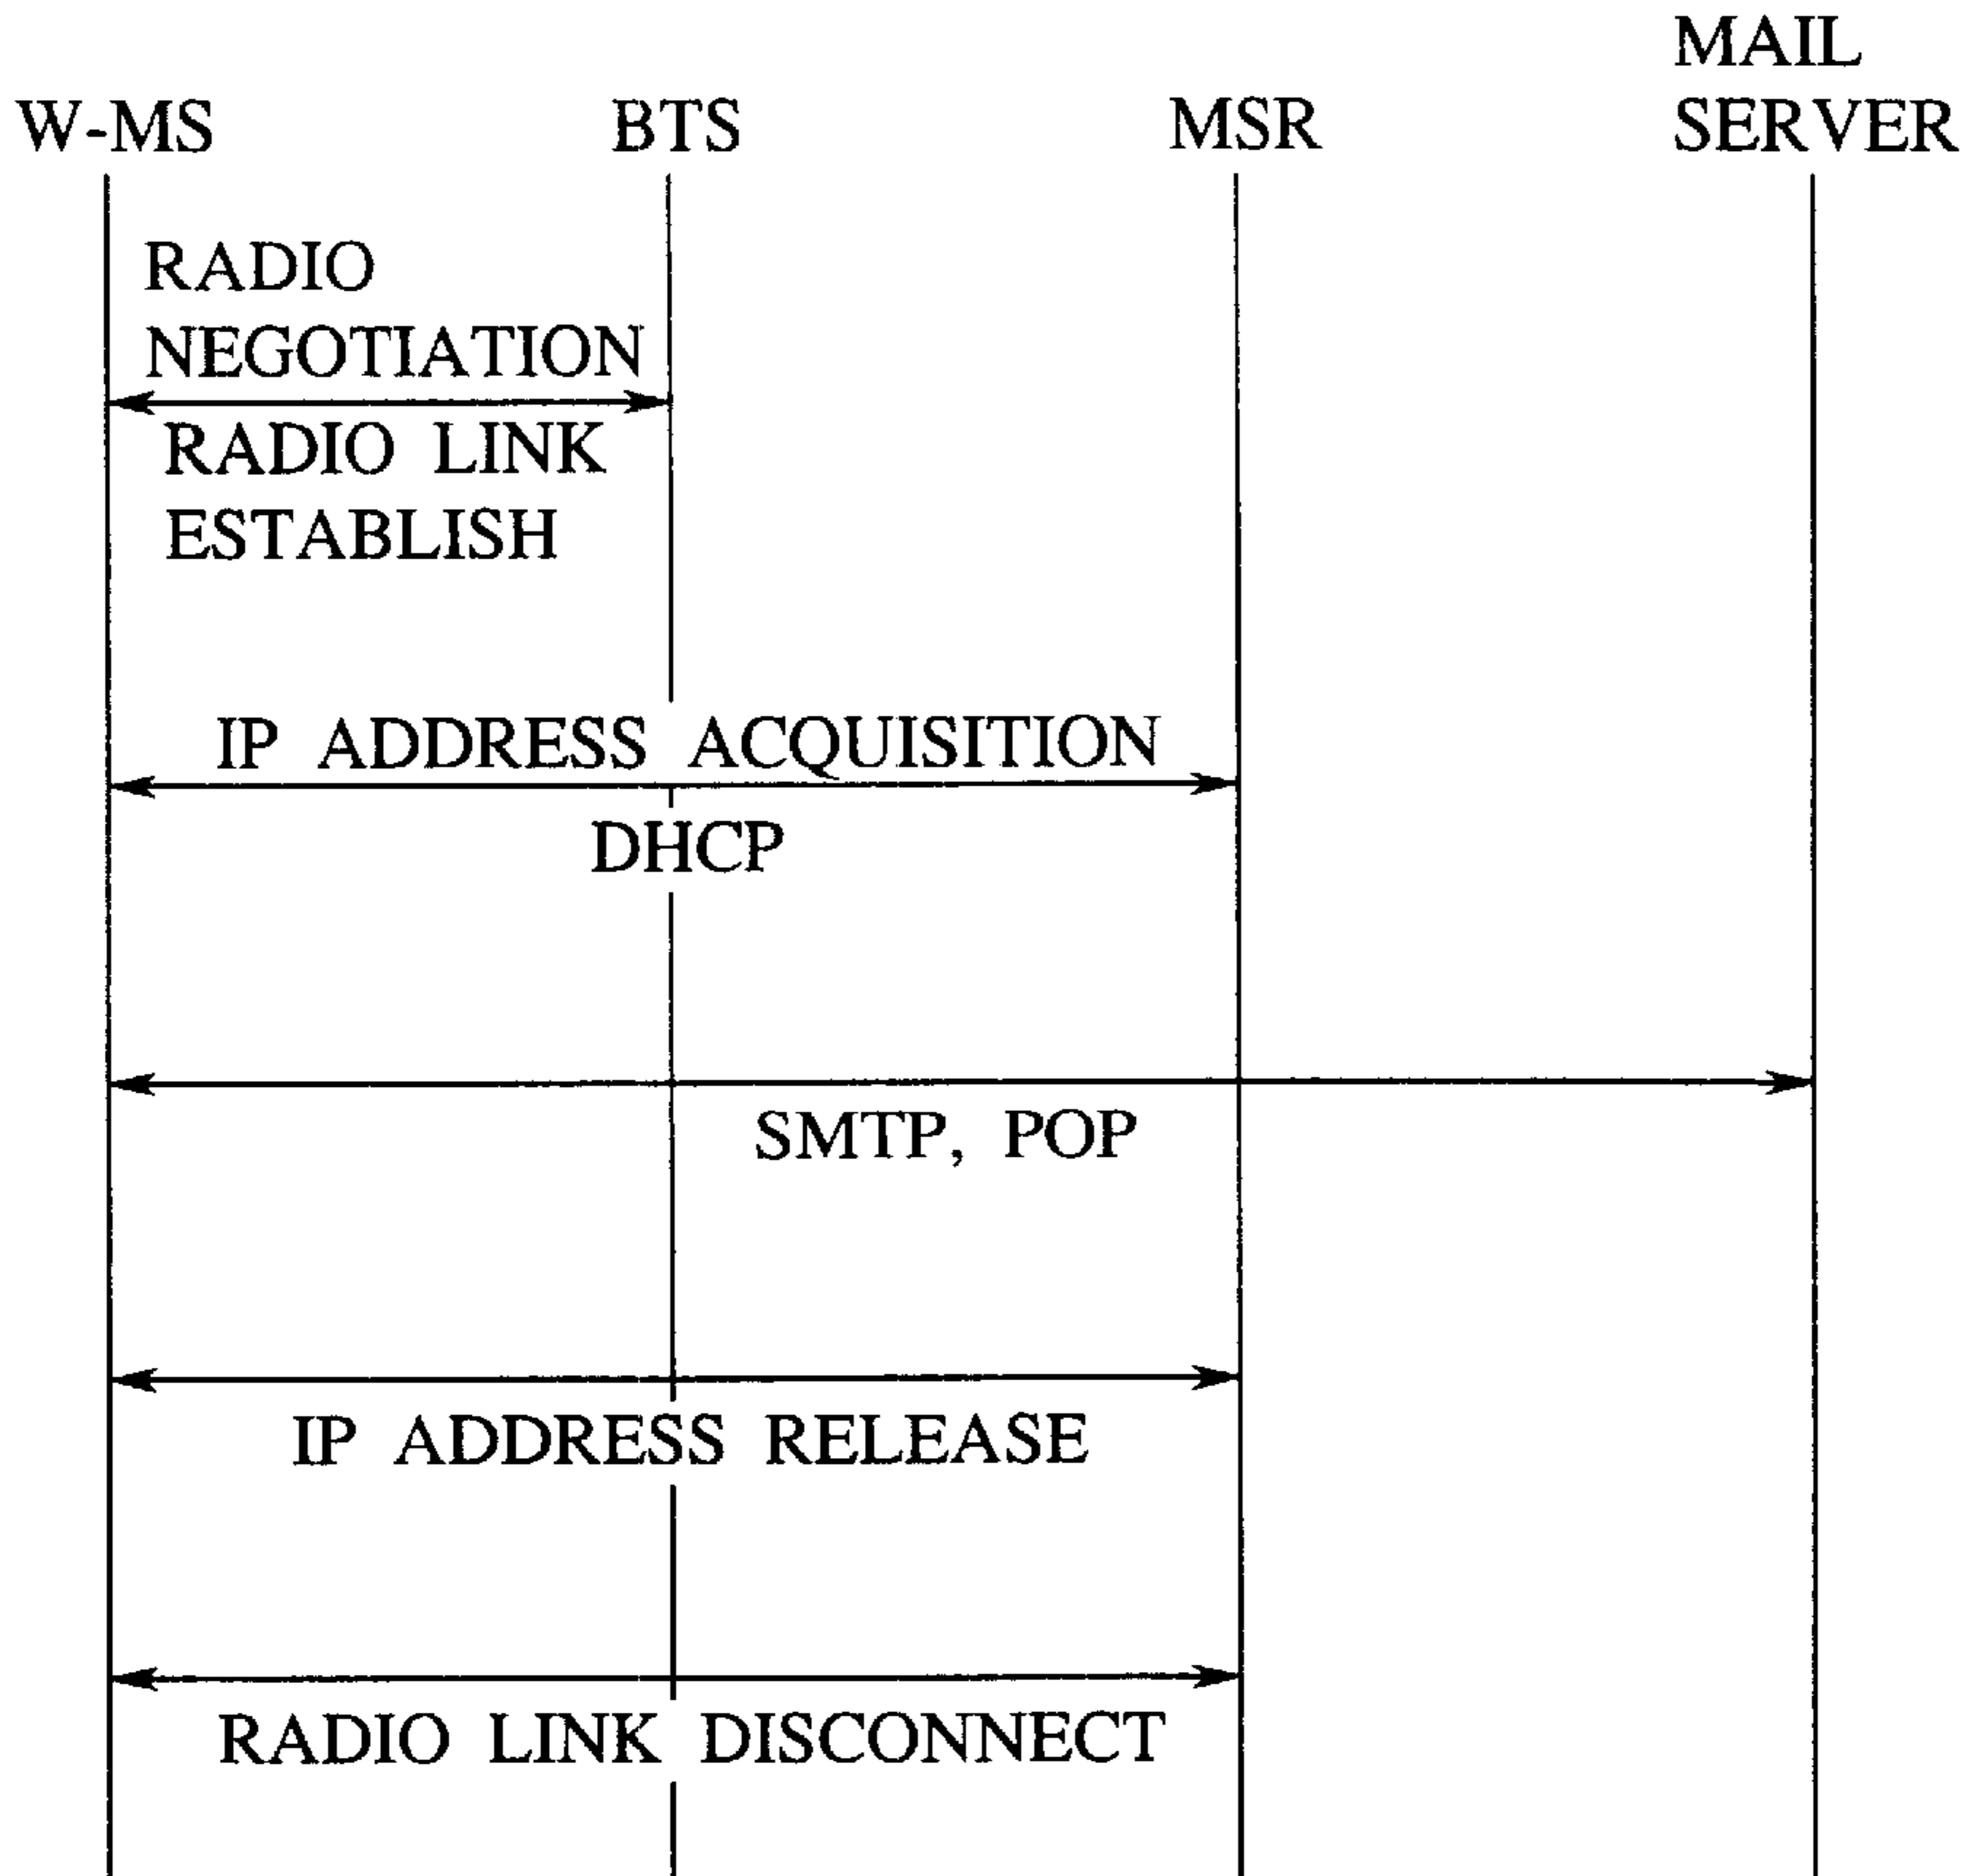 MAIL
W-MS BTS MSR SERVER
RADIO
NEGOTIATION
RADIO LINK
ESTABLISH
IP ADDRESS ACQUISITION
DHCP
SMTP, POP
IP ADDRESS RELEASE
RADIO LINK DISCONNECT